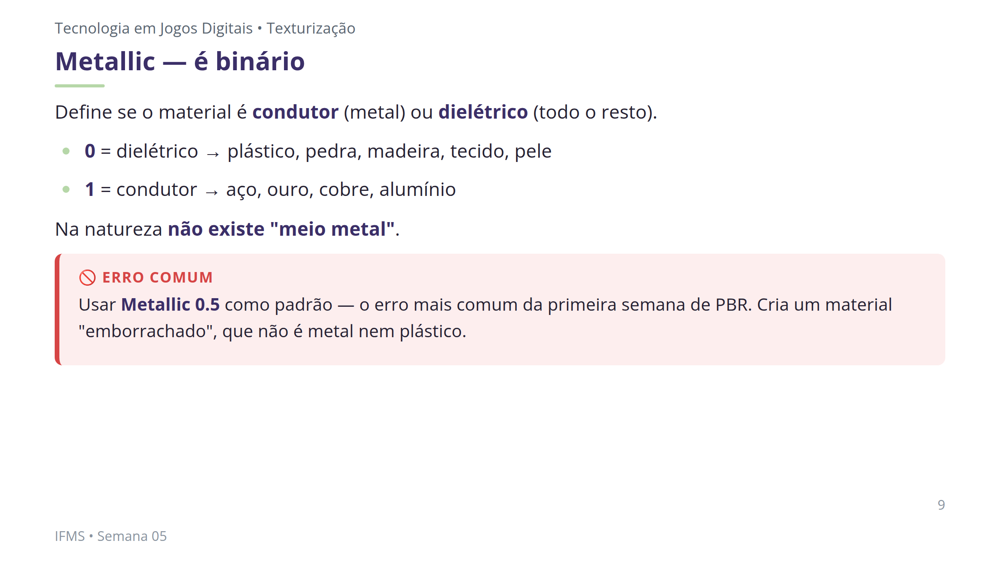 Tecnologia em Jogos Digitais • Texturização
Metallic — é binário
Define se o material é condutor (metal) ou dielétrico (todo o resto).
• 0 = dielétrico → plástico, pedra, madeira, tecido, pele
• 1 = condutor → aço, ouro, cobre, alumínio
Na natureza não existe "meio metal".
🚫 ERRO COMUM
Usar Metallic 0.5 como padrão — o erro mais comum da primeira semana de PBR. Cria um material
"emborrachado", que não é metal nem plástico.
9
IFMS • Semana 05